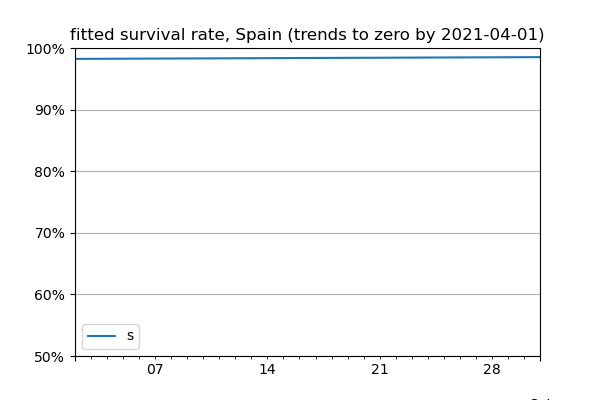 fitted survival rate, Spain (trends to zero by 2021-04-01)
100%
90%
80%
70%
60%
50%
s
07 14 21 28